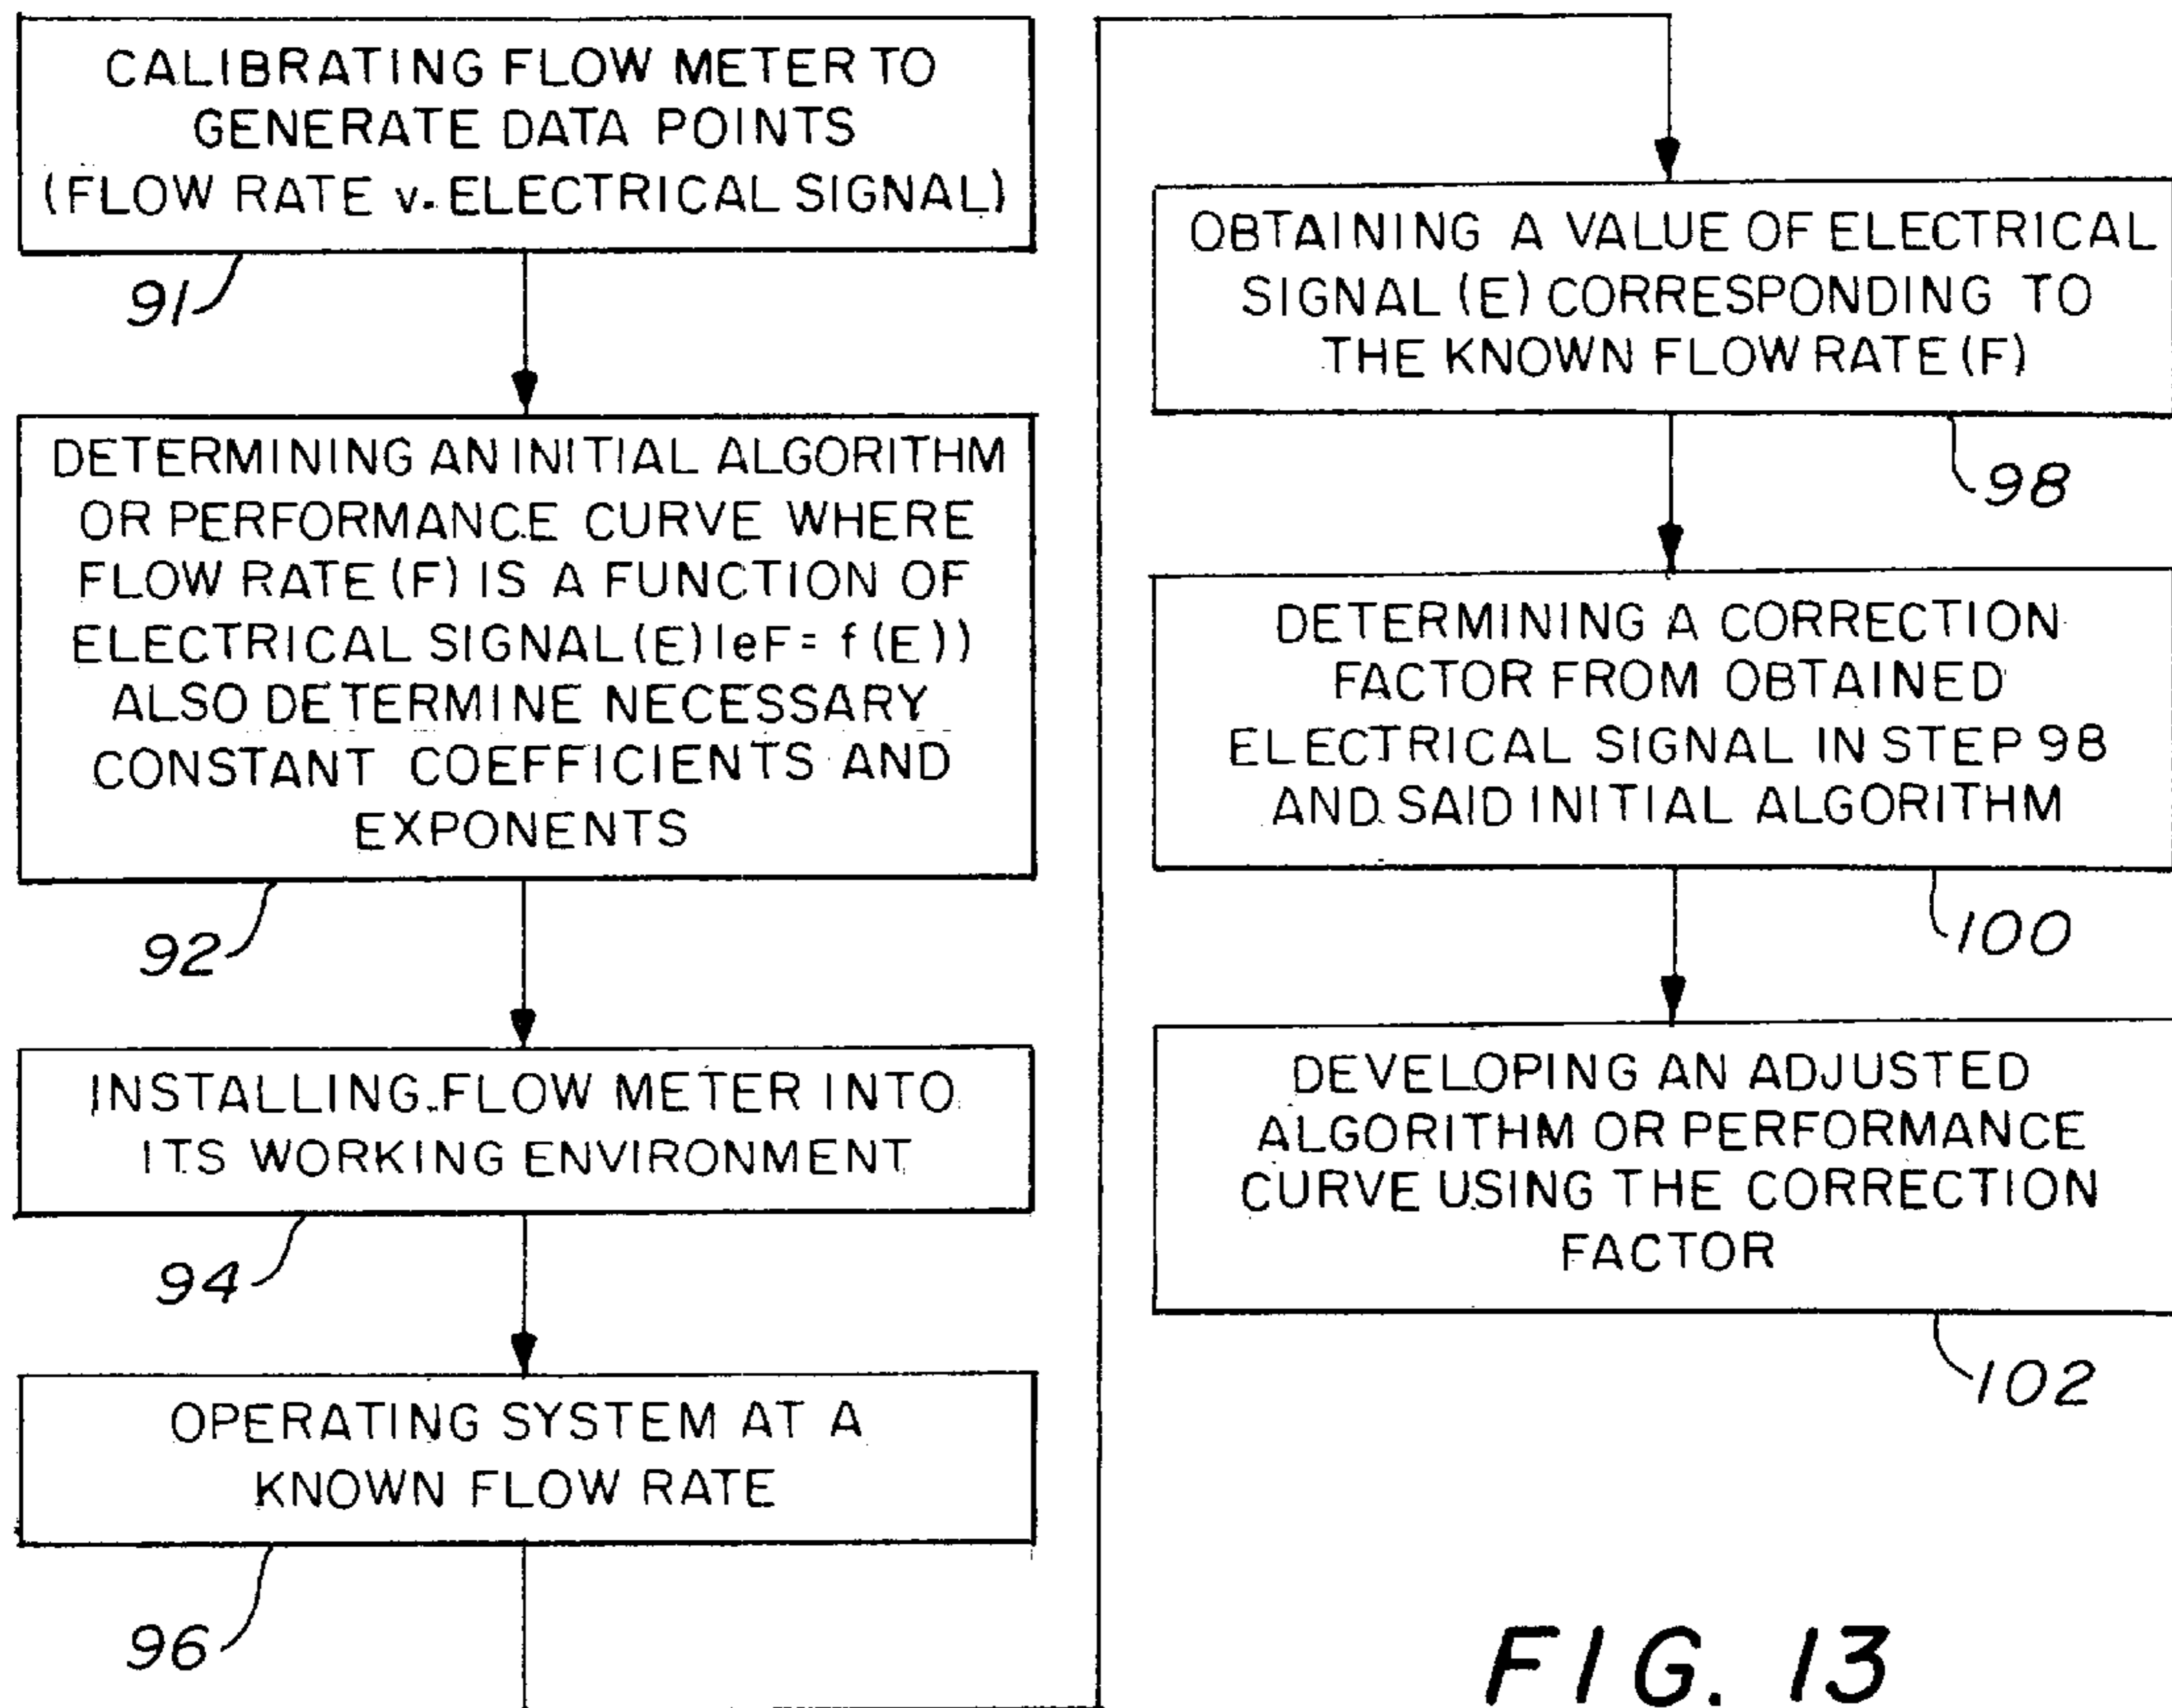 CALIBRATING FLOW METER TO
GENERATE DATA POINTS
(FLOW RATE v. ELECTRICAL SIGNAL)
91
DETERMINING AN INITIAL ALGORITHM
OR PERFORMANCE CURVE WHERE
FLOW RATE (F) IS A FUNCTION OF
ELECTRICAL SIGNAL (E) IeF = f (E))
ALSO DETERMINE NECESSARY
CONSTANT COEFFICIENTS AND
EXPONENTS
92
INSTALLING FLOW METER INTO
ITS WORKING ENVIRONMENT
94
OPERATING SYSTEM AT A
KNOWN FLOW RATE
96
OBTAINING A VALUE OF ELECTRICAL
SIGNAL (E) CORRESPONDING TO
THE KNOWN FLOW RATE (F)
98
DETERMINING A CORRECTION
FACTOR FROM OBTAINED
ELECTRICAL SIGNAL IN STEP 98
AND SAID INITIAL ALGORITHM
100
DEVELOPING AN ADJUSTED
ALGORITHM OR PERFORMANCE
CURVE USING THE CORRECTION
FACTOR
102
FIG. 13